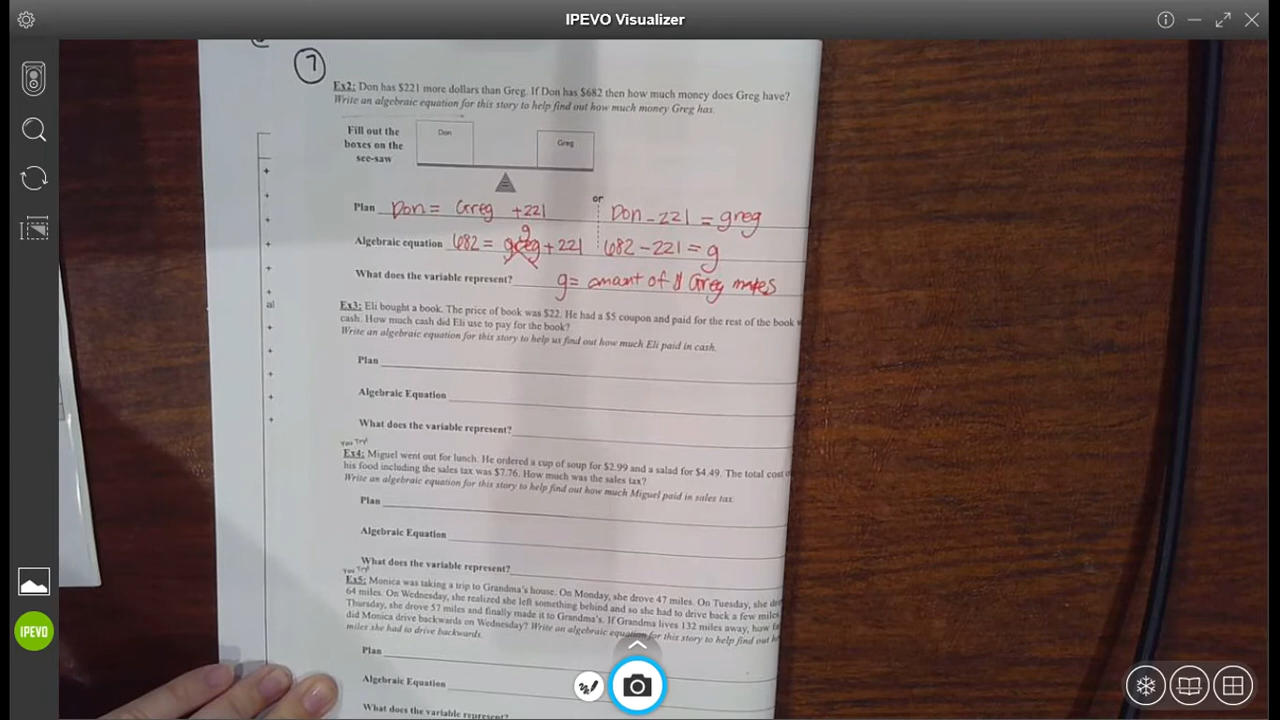 IPEVO Visualizer
7
Ex2: Don has $221 more dollars than Greg. If Don has $682 then how much money does Greg have?
Write an algebraic equation for this story to help find out how much money Greg has.
Fill out the
boxes on the
see-saw
Don
Greg
=
or
Plan Don = Greg +221 Don - 221 = greg
g
Algebraic equation 682 = greg + 221 682 - 221 = g
What does the variable represent? g = amount of $ Greg
Ex3: Eli bought a book. The price of book was $22. He had a $5 coupon and paid for the rest of the book
cash. How much cash did Eli use to pay for the book?
Write an algebraic equation for this story to help us find out how much Eli paid in cash.
Plan
Algebraic Equation
What does the variable represent?
You Try!
Ex4: Miguel went out for lunch. He ordered a cup of soup for $2.99 and a salad for $4.49. The total cost
his food including the sales tax was $7.76. How much was the sales tax?
Write an algebraic equation for this story to help find out how much Miguel paid in sales tax.
Plan
Algebraic Equation
What does the variable represent?
You Try!
Ex5: Monica was taking a trip to Grandma's house. On Monday, she drove 47 miles. On Tuesday, she
64 miles. On Wednesday, she realized she left something behind and so she had to drive back a few miles
Thursday, she drove 57 miles and finally made it to Grandma's. If Grandma lives 132 miles away, how
did Monica drive backwards on Wednesday? Write an algebraic equation for this story to help find out
miles she had to drive backwards.
Plan
Algebraic Equation
What does the variable represent?
IPEVO